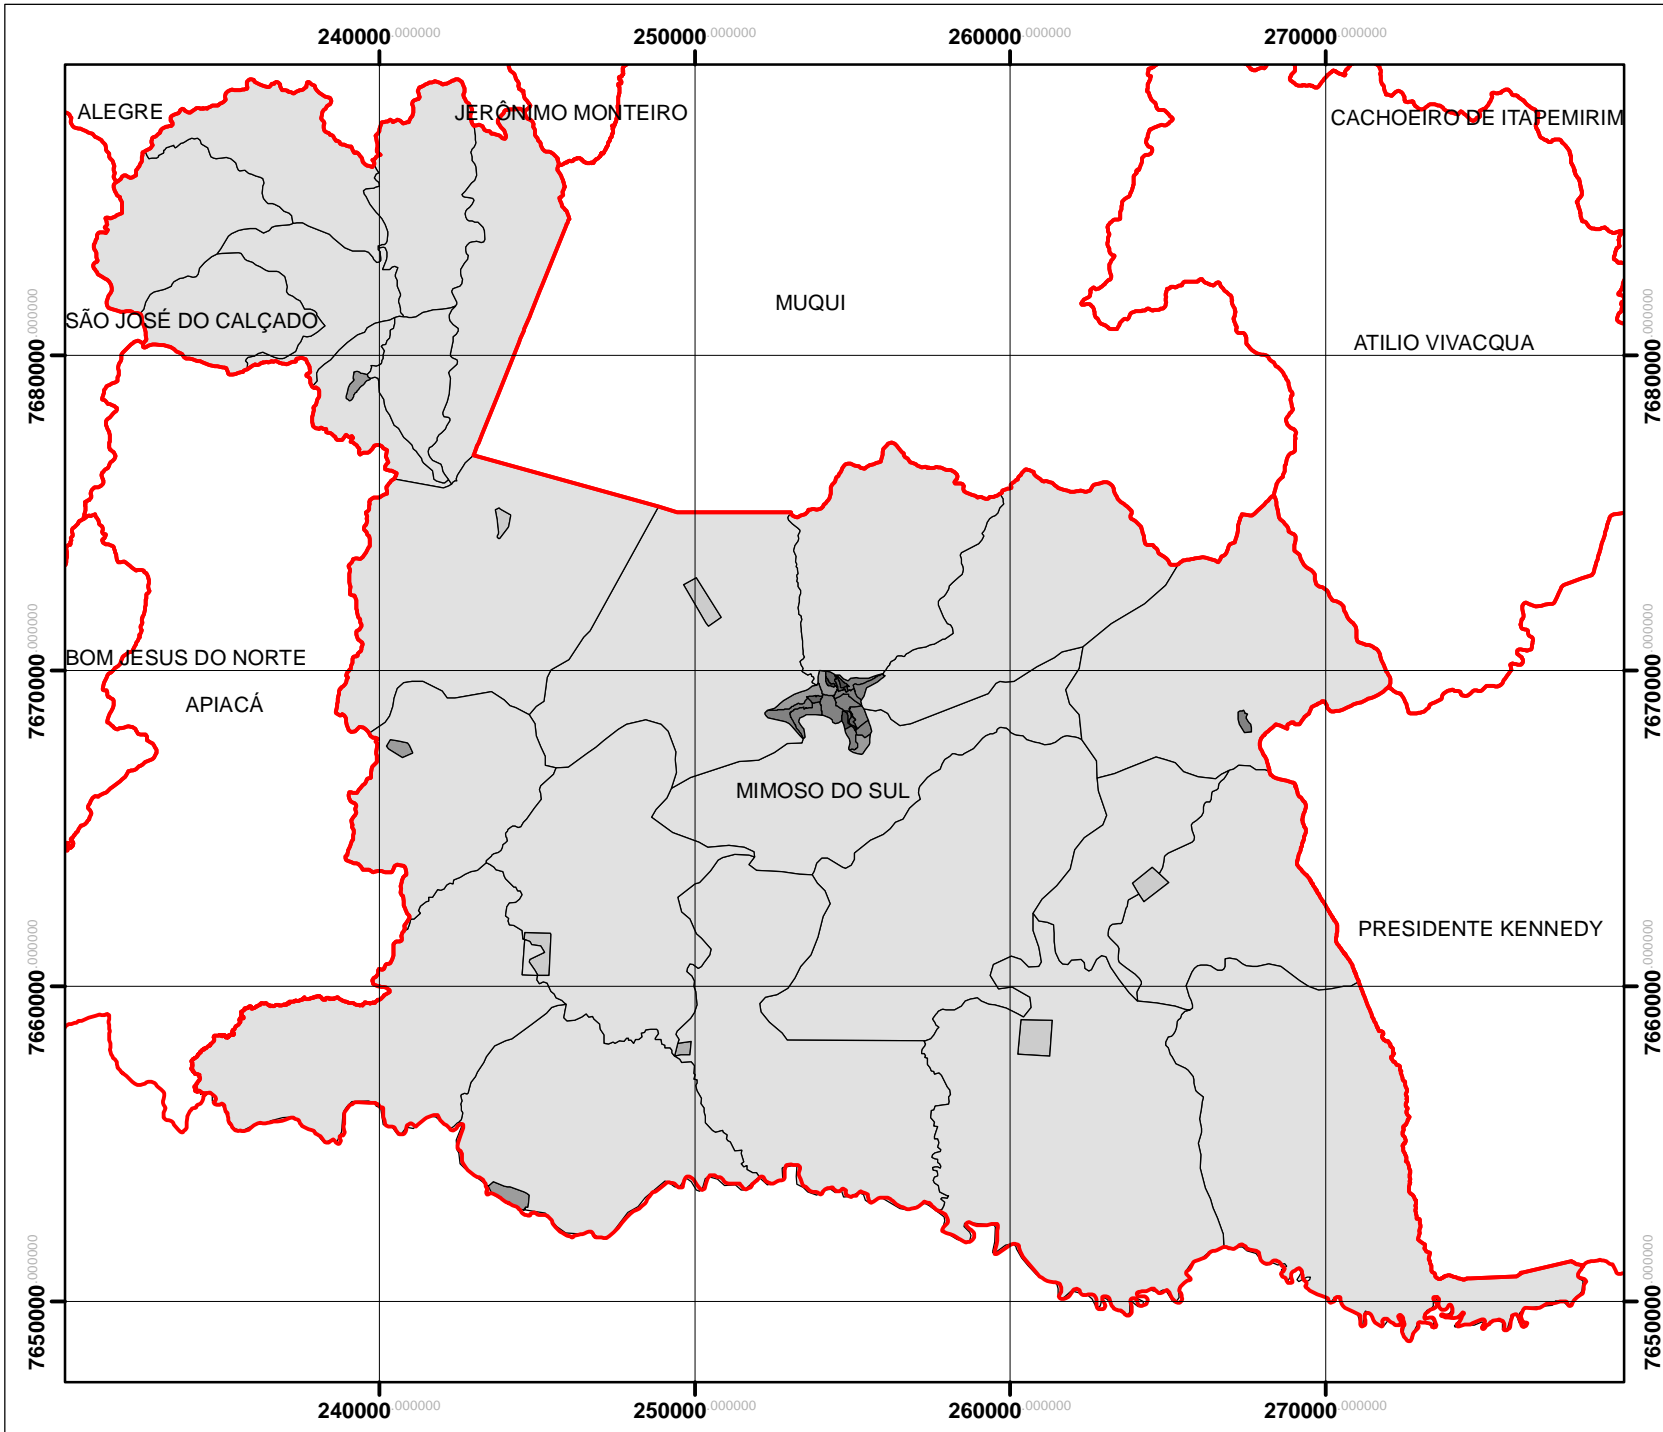 240000.000000 250000.000000 260000.000000 270000.000000
ALEGRE
JERÔNIMO MONTEIRO
CACHOEIRO DE ITAPEMIRIM
MUQUI
SÃO JOSÉ DO CALÇADO
ATILIO VIVACQUA
7680000.000000
7680000.000000
BOM JESUS DO NORTE
7670000.000000
7670000.000000
APIACÁ
MIMOSO DO SUL
PRESIDENTE KENNEDY
7660000.000000
7660000.000000
7650000.000000
7650000.000000
240000.000000 250000.000000 260000.000000 270000.000000